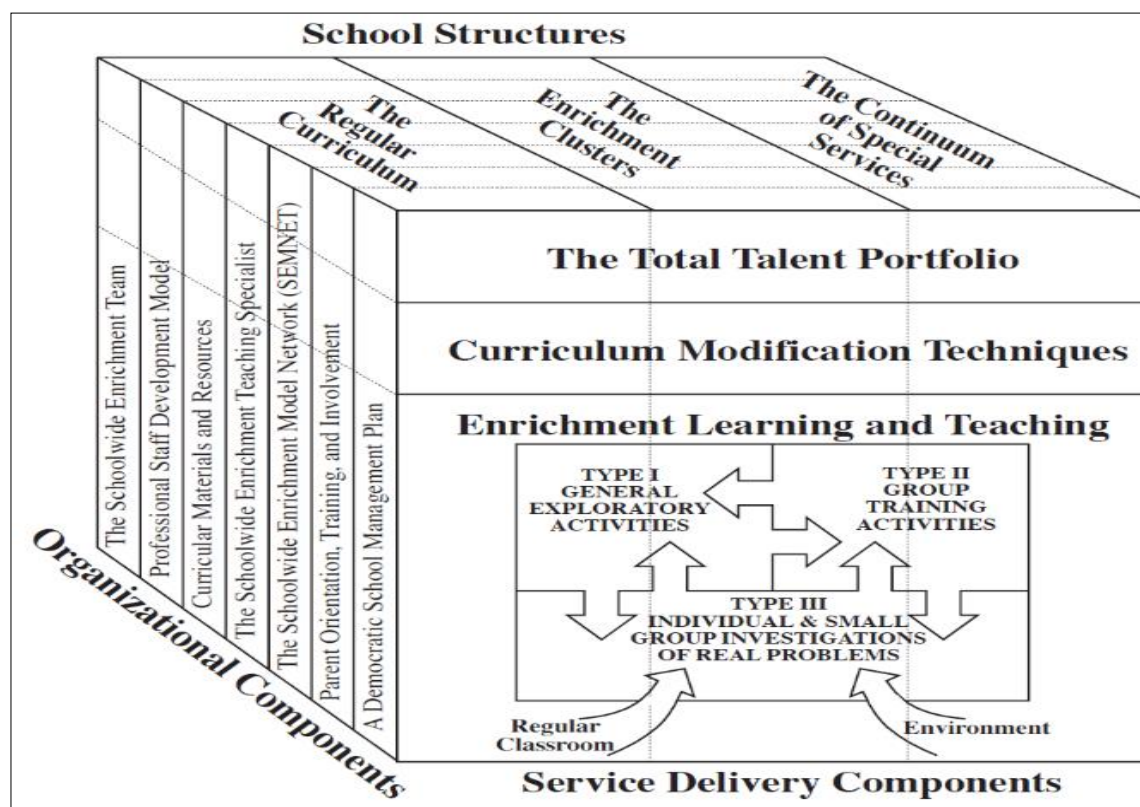 School Structures
The
Regular
Curriculum
The
Enrichment
Clusters
The Continuum
of Special
Services
The Schoolwide Enrichment Team
Professional Staff Development Model
Curricular Materials and Resources
The Schoolwide Enrichment Teaching Specialist
The Schoolwide Enrichment Model Network (SEMNET)
Parent Orientation, Training, and Involvement
A Democratic School Management Plan
Organizational Components
The Total Talent Portfolio
Curriculum Modification Techniques
Enrichment Learning and Teaching
TYPE I
GENERAL
EXPLORATORY
ACTIVITIES
TYPE II
GROUP
TRAINING
ACTIVITIES
TYPE III
INDIVIDUAL & SMALL
GROUP INVESTIGATIONS
OF REAL PROBLEMS
Regular
Classroom
Environment
Service Delivery Components